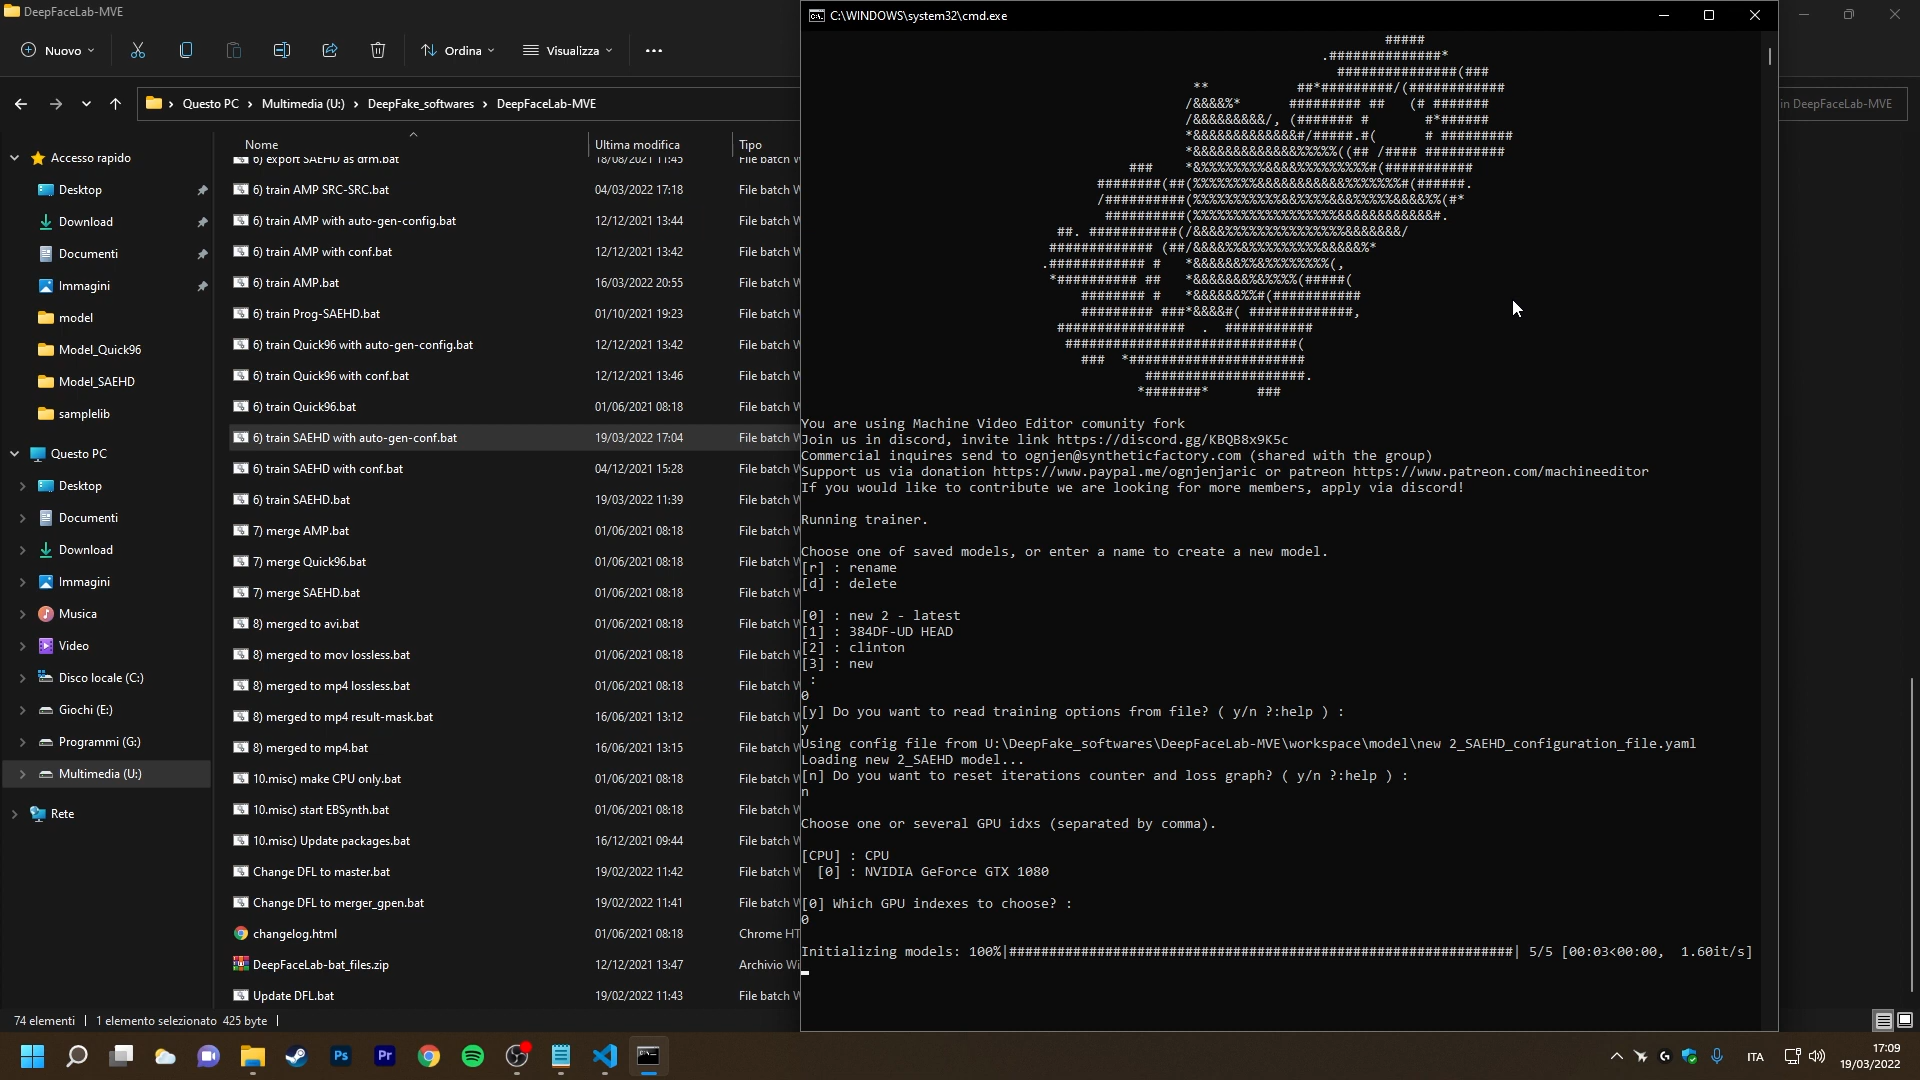 DeepFaceLab-MVE
Nuovo
Ordina
Visualizza
Questo PC > Multimedia (U:) > DeepFake_softwares > DeepFaceLab-MVE
in DeepFaceLab-MVE
Accesso rapido
Desktop
Download
Documenti
Immagini
model
Model_Quick96
Model_SAEHD
samplelib
Questo PC
Desktop
Documenti
Download
Immagini
Musica
Video
Disco locale (C:)
Giochi (E:)
Programmi (G:)
Multimedia (U:)
Rete
Nome Ultima modifica Tipo
6) export SAEHD as dfm.bat 18/08/2021 11:45 File batch W
6) train AMP SRC-SRC.bat 04/03/2022 17:18 File batch W
6) train AMP with auto-gen-config.bat 12/12/2021 13:44 File batch W
6) train AMP with conf.bat 12/12/2021 13:42 File batch W
6) train AMP.bat 16/03/2022 20:55 File batch W
6) train Prog-SAEHD.bat 01/10/2021 19:23 File batch W
6) train Quick96 with auto-gen-config.bat 12/12/2021 13:42 File batch W
6) train Quick96 with conf.bat 12/12/2021 13:46 File batch W
6) train Quick96.bat 01/06/2021 08:18 File batch W
6) train SAEHD with auto-gen-conf.bat 19/03/2022 17:04 File batch W
6) train SAEHD with conf.bat 04/12/2021 15:28 File batch W
6) train SAEHD.bat 19/03/2022 11:39 File batch W
7) merge AMP.bat 01/06/2021 08:18 File batch W
7) merge Quick96.bat 01/06/2021 08:18 File batch W
7) merge SAEHD.bat 01/06/2021 08:18 File batch W
8) merged to avi.bat 01/06/2021 08:18 File batch W
8) merged to mov lossless.bat 01/06/2021 08:18 File batch W
8) merged to mp4 lossless.bat 01/06/2021 08:18 File batch W
8) merged to mp4 result-mask.bat 16/06/2021 13:12 File batch W
8) merged to mp4.bat 16/06/2021 13:15 File batch W
10.misc) make CPU only.bat 01/06/2021 08:18 File batch W
10.misc) start EBSynth.bat 01/06/2021 08:18 File batch W
10.misc) Update packages.bat 16/12/2021 09:44 File batch W
Change DFL to master.bat 19/02/2022 11:42 File batch W
Change DFL to merger_gpen.bat 19/02/2022 11:41 File batch W
changelog.html 01/06/2021 08:18 Chrome HT
DeepFaceLab-bat_files.zip 12/12/2021 13:47 Archivio Wi
Update DFL.bat 19/02/2022 11:43 File batch W
74 elementi 1 elemento selezionato 425 byte
C:\WINDOWS\system32\cmd.exe
You are using Machine Video Editor comunity fork
Join us in discord, invite link https://discord.gg/KBQB8x9K5c
Commercial inquires send to ognjen@syntheticfactory.com (shared with the group)
Support us via donation https://www.paypal.me/ognjenjaric or patreon https://www.patreon.com/machineeditor
If you would like to contribute we are looking for more members, apply via discord!
Running trainer.
Choose one of saved models, or enter a name to create a new model.
[r] : rename
[d] : delete
[0] : new 2 - latest
[1] : 384DF-UD HEAD
[2] : clinton
[3] : new
:
0
[y] Do you want to read training options from file? ( y/n ?:help ) :
y
Using config file from U:\DeepFake_softwares\DeepFaceLab-MVE\workspace\model\new 2_SAEHD_configuration_file.yaml
Loading new 2_SAEHD model...
[n] Do you want to reset iterations counter and loss graph? ( y/n ?:help ) :
n
Choose one or several GPU idxs (separated by comma).
[CPU] : CPU
[0] : NVIDIA GeForce GTX 1080
[0] Which GPU indexes to choose? :
0
Initializing models: 100%|###############################################################| 5/5 [00:03<00:00, 1.60it/s]
ITA
17:09
19/03/2022